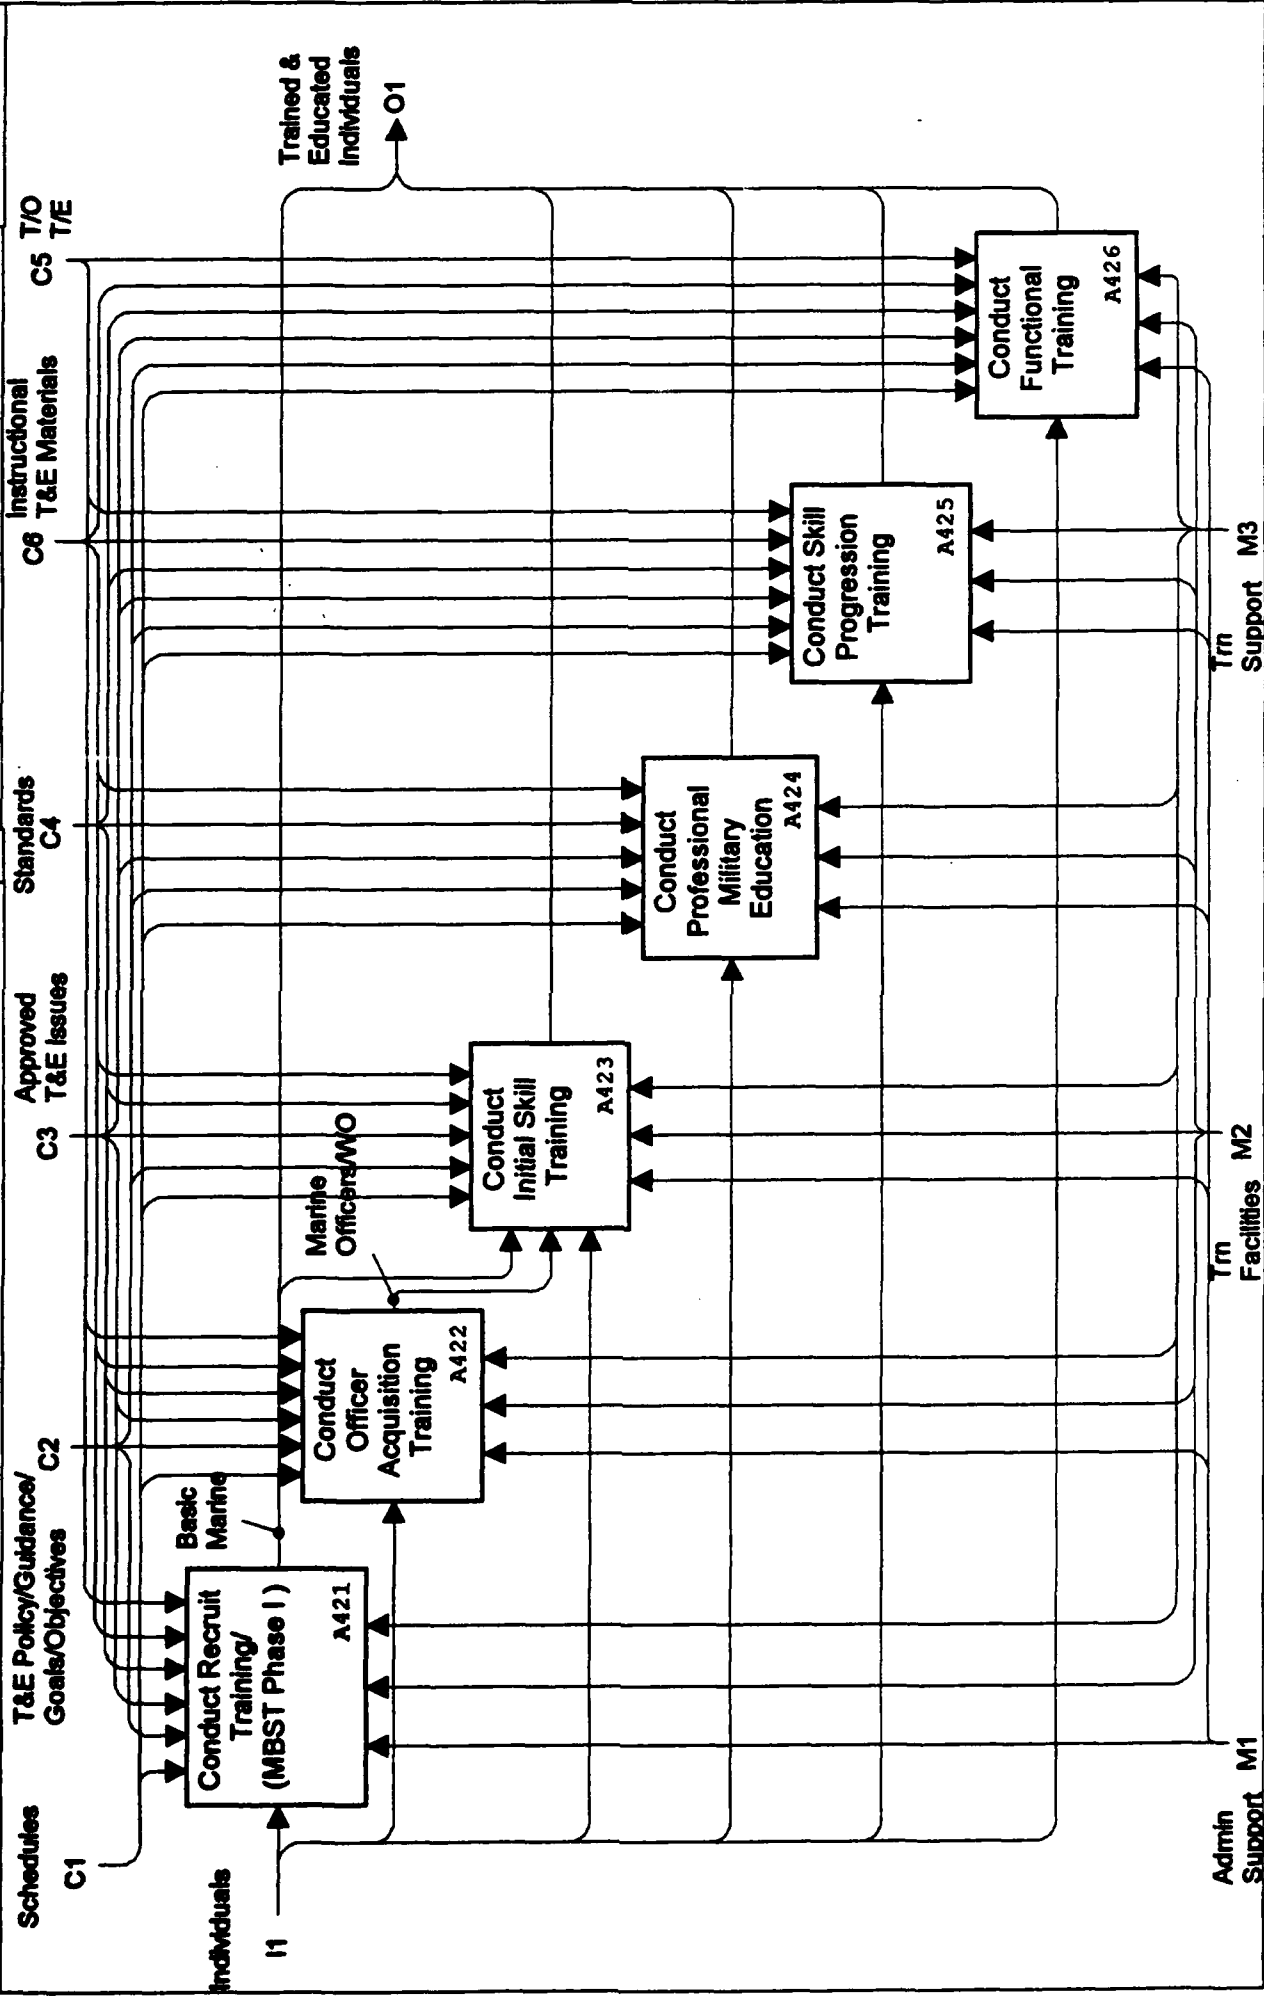 Schedules
C1
T&E Policy/Guidance/
Goals/Objectives
C2
Approved
T&E Issues
C3
Standards
C4
Instructional
T&E Materials
C6
C5
T/O
T/E
Individuals
I1
Conduct Recruit
Training/
(MBST Phase I )
A421
Basic
Marine
Conduct
Officer
Acquisition
Training
A422
Marine
Officers/WO
Conduct
Initial Skill
Training
A423
Conduct
Professional
Military
Education
A424
Conduct Skill
Progression
Training
A425
Conduct
Functional
Training
A426
Trained &
Educated
Individuals
O1
Admin
Support
M1
Trn
Facilities
M2
Trn
Support
M3